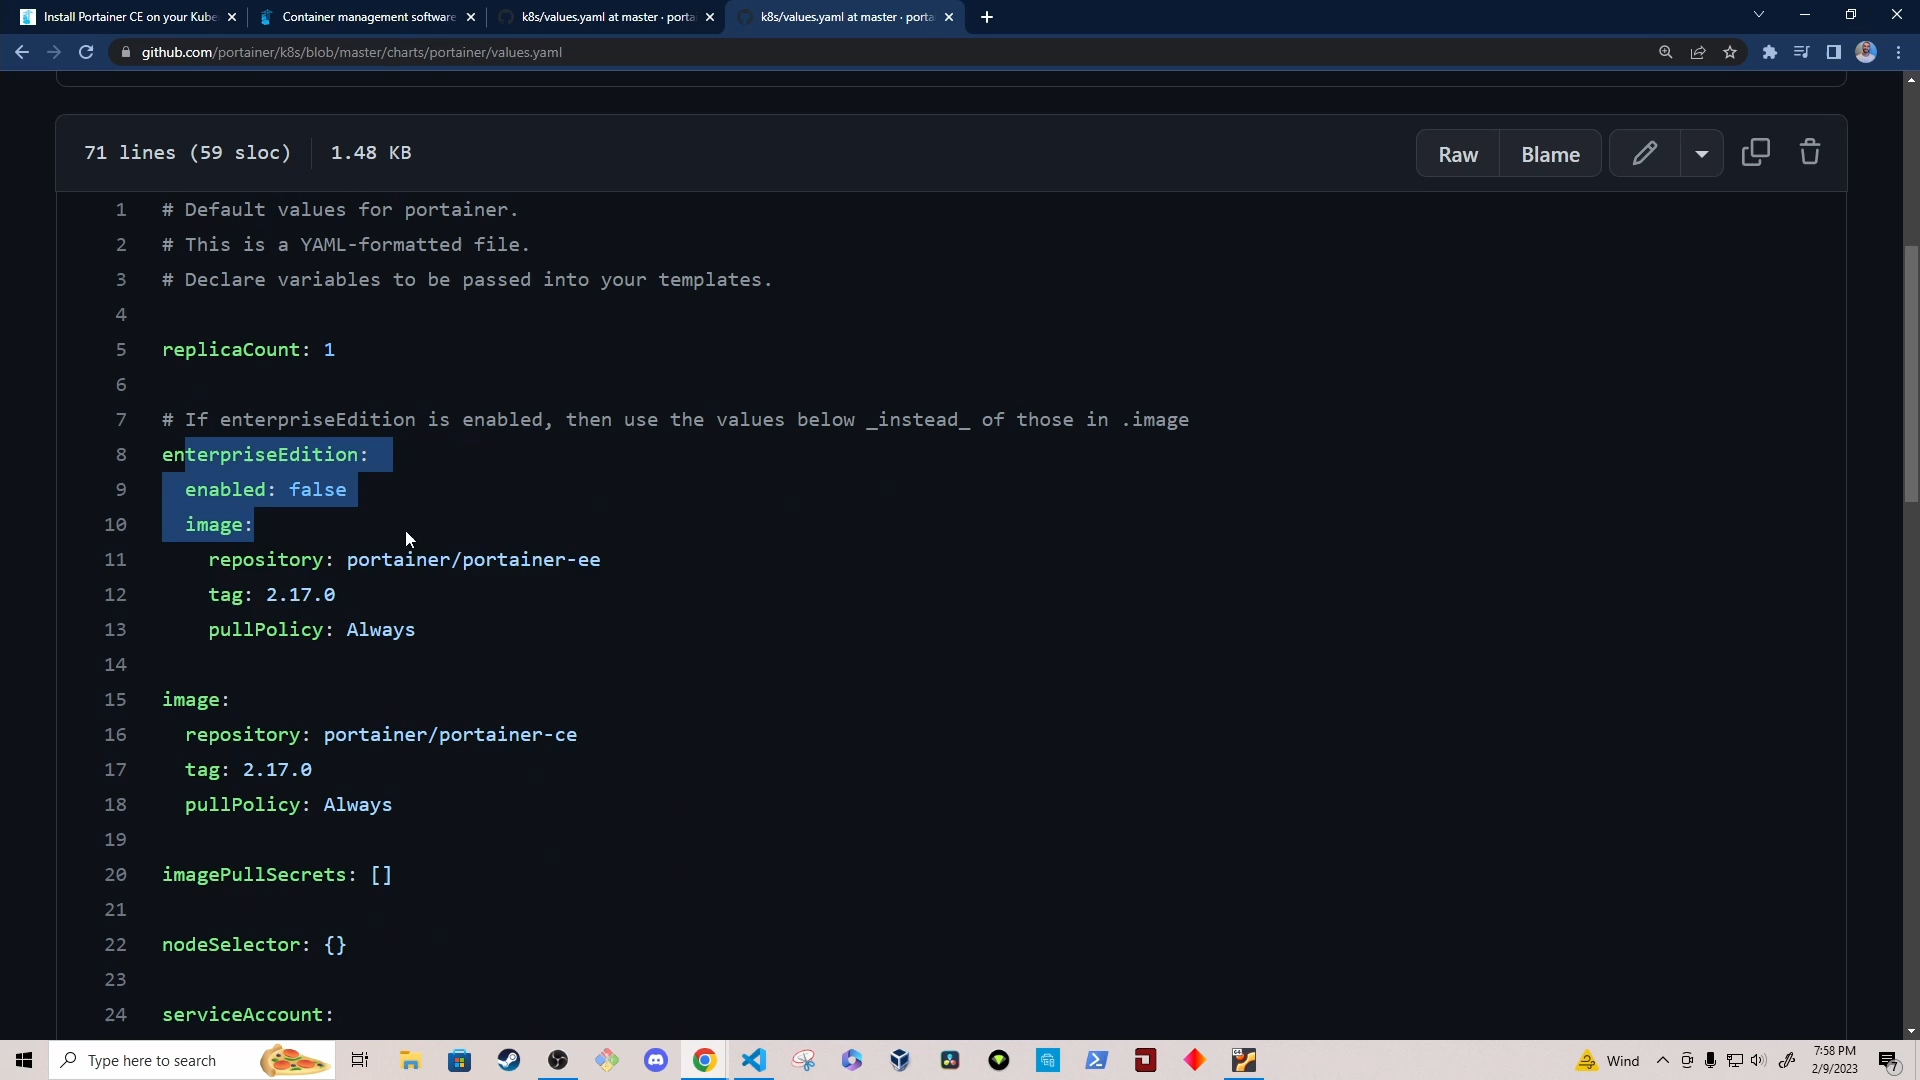 Install Portainer CE on your Kube
Container management software
k8s/values.yaml at master · porta
k8s/values.yaml at master · porta
github.com/portainer/k8s/blob/master/charts/portainer/values.yaml
71 lines (59 sloc)
1.48 KB
Raw
Blame
1 # Default values for portainer.
2 # This is a YAML-formatted file.
3 # Declare variables to be passed into your templates.
4
5 replicaCount: 1
6
7 # If enterpriseEdition is enabled, then use the values below _instead_ of those in .image
8 enterpriseEdition:
9 enabled: false
10 image:
11 repository: portainer/portainer-ee
12 tag: 2.17.0
13 pullPolicy: Always
14
15 image:
16 repository: portainer/portainer-ce
17 tag: 2.17.0
18 pullPolicy: Always
19
20 imagePullSecrets: []
21
22 nodeSelector: {}
23
24 serviceAccount:
Type here to search
Wind
7:58 PM
2/9/2023
7